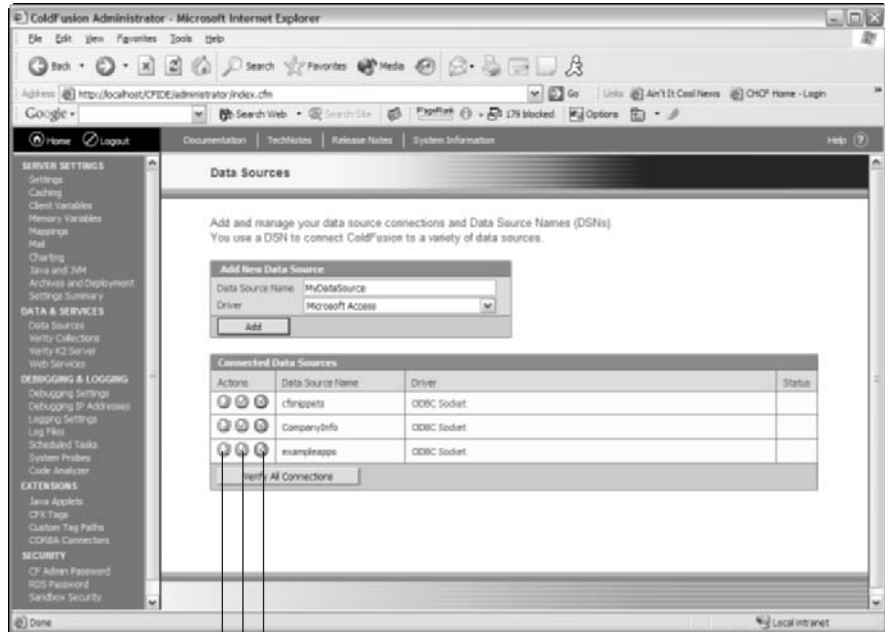 ColdFusion Administrator - Microsoft Internet Explorer
File Edit View Favorites Tools Help
Back Search Favorites Media
Address http://localhost/CFIDE/administrator/index.cfm Go Links Ain't It Cool News CHO* Home - Login
Google Search Web Search Site PageRank 179 blocked Options
Home Logout Documentation TechNotes Release Notes System Information Help
SERVER SETTINGS
Settings
Caching
Client Variables
Memory Variables
Mappings
Mail
Charting
Java and JVM
Archives and Deployment
Settings Summary
DATA & SERVICES
Data Sources
Verity Collections
Verity K2 Server
Web Services
DEBUGGING & LOGGING
Debugging Settings
Debugging IP Addresses
Logging Settings
Log Files
Scheduled Tasks
System Probes
Code Analyzer
EXTENSIONS
Java Applets
CFX Tags
Custom Tag Paths
CORBA Connectors
SECURITY
CF Admin Password
RDS Password
Sandbox Security
Data Sources
Add and manage your data source connections and Data Source Names (DSNs).
You use a DSN to connect ColdFusion to a variety of data sources.
Add New Data Source
Data Source Name MyDataSource
Driver Microsoft Access
Add
Connected Data Sources
Actions Data Source Name Driver Status
cfsnippets ODBC Socket
CompanyInfo ODBC Socket
exampleapps ODBC Socket
Verify All Connections
Done Local intranet